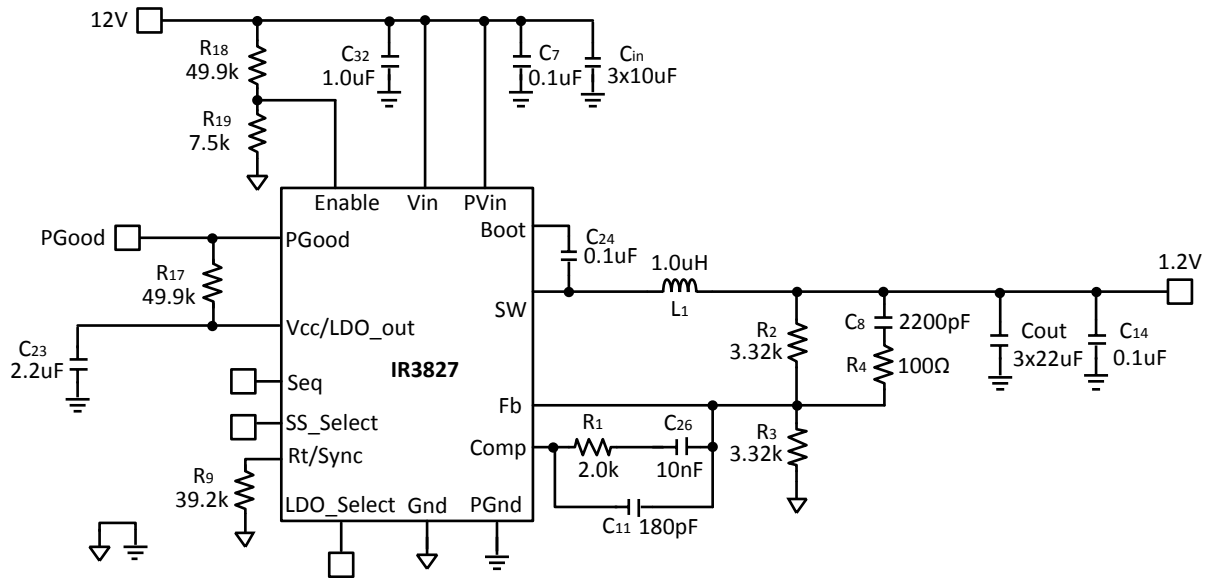 12V
R18
49.9k
C32
1.0uF
C7
0.1uF
Cin
3x10uF
R19
7.5k
Enable
Vin
PVin
Boot
PGood
PGood
C24
0.1uF
1.0uH
1.2V
R17
49.9k
SW
L1
Vcc/LDO_out
R2
3.32k
C8
2200pF
Cout
3x22uF
C14
0.1uF
C23
2.2uF
IR3827
R4
100Ω
Seq
Fb
SS_Select
R1
C26
Comp
2.0k
10nF
R3
3.32k
Rt/Sync
R9
39.2k
LDO_Select
Gnd
PGnd
C11
180pF